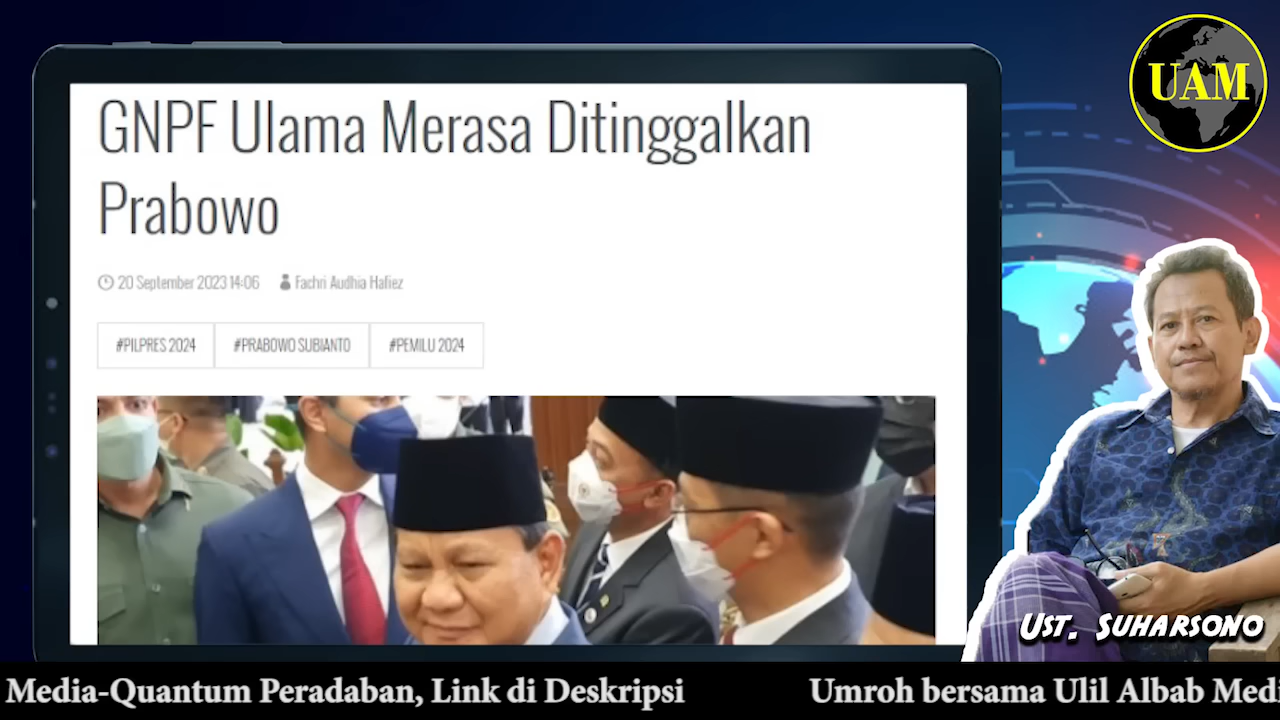 GNPF Ulama Merasa Ditinggalkan
Prabowo
20 September 2023 14:06 Fachri Audhia Hafiez
#PILPRES 2024 #PRABOWO SUBIANTO #PEMILU 2024
UAM
UST. SUHARSONO
Media-Quantum Peradaban, Link di Deskripsi Umroh bersama Ulil Albab Medi